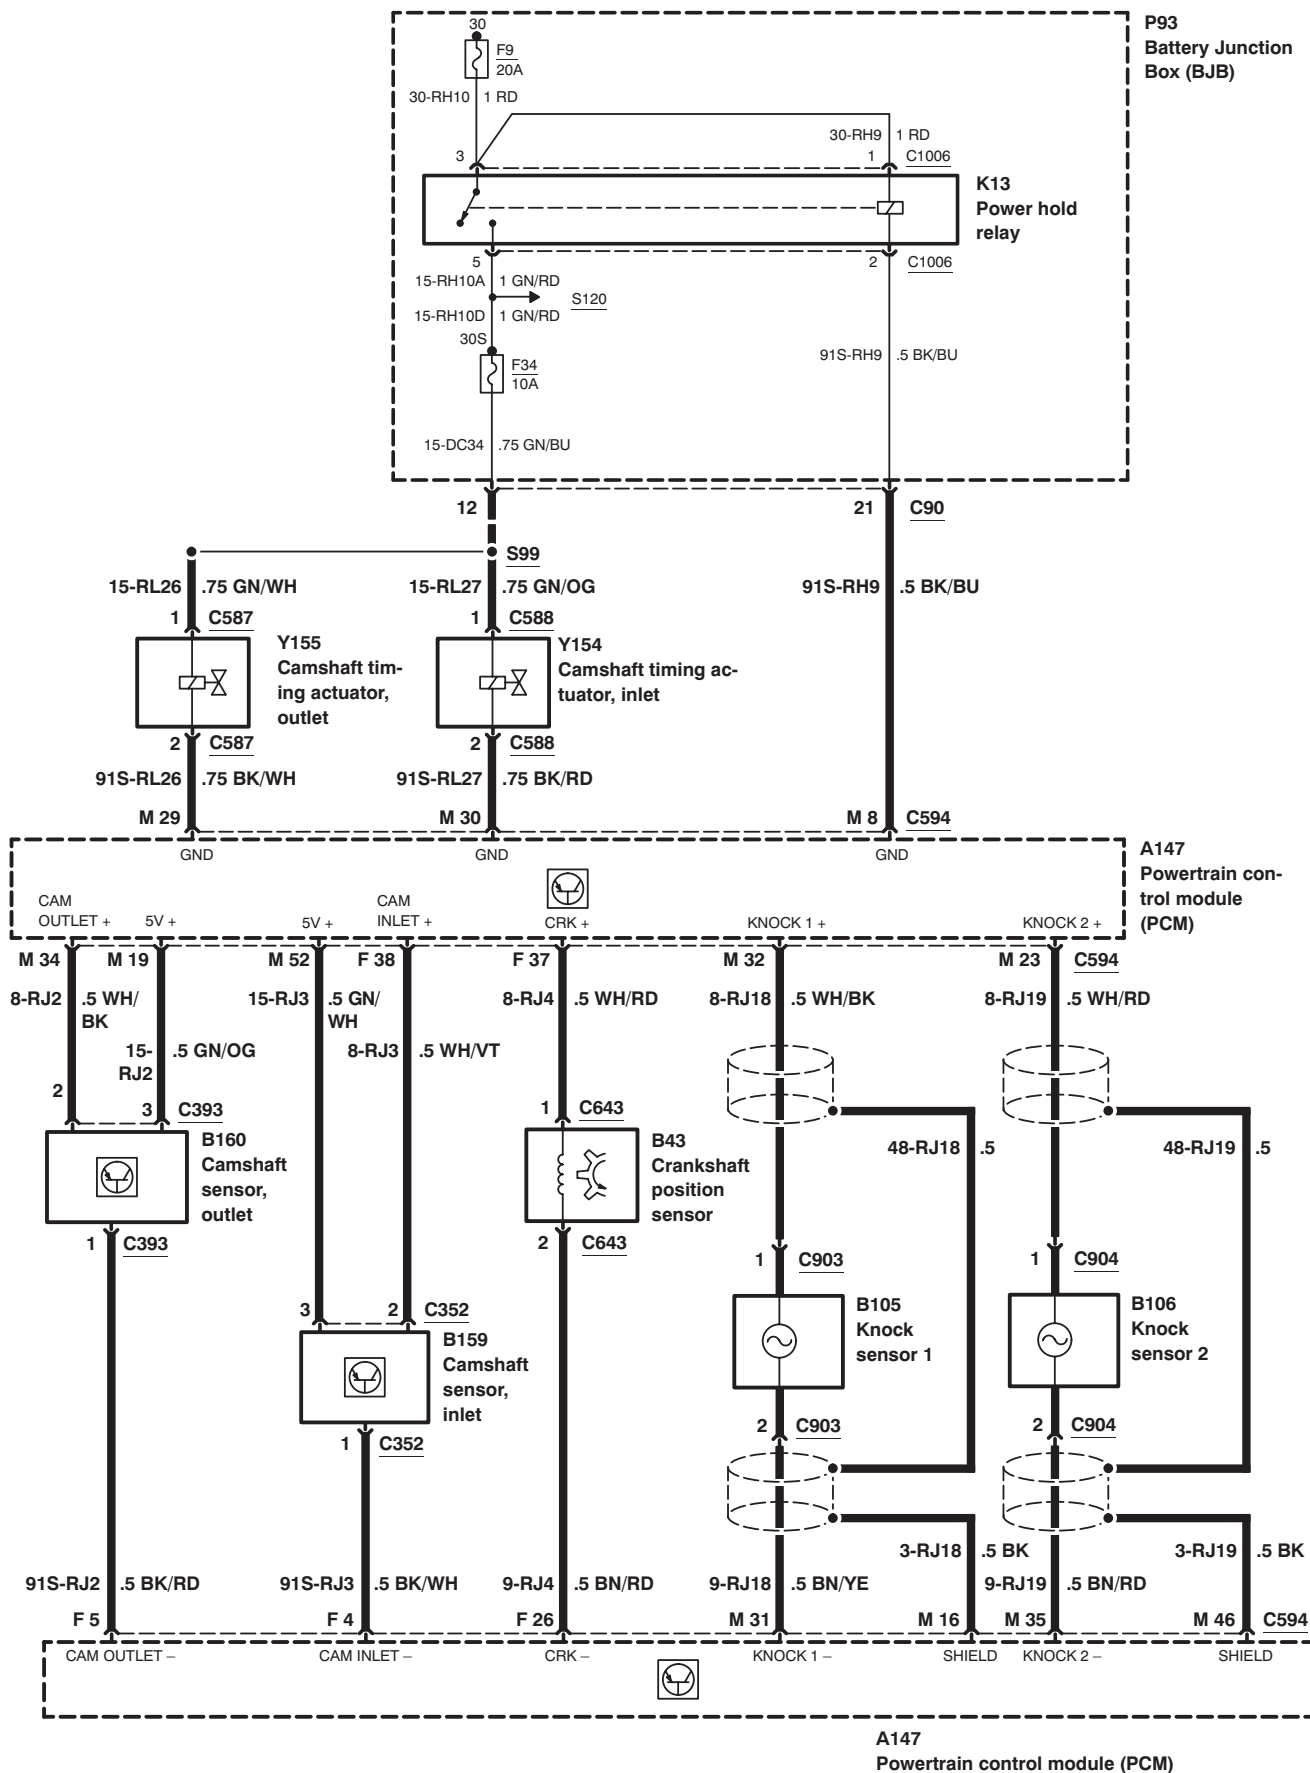 P93
Battery Junction
Box (BJB)
30
F9
20A
30-RH10 1 RD
30-RH9 1 RD
3
1 C1006
K13
Power hold
relay
5
2 C1006
15-RH10A 1 GN/RD
S120
15-RH10D 1 GN/RD
30S
F34
10A
91S-RH9 .5 BK/BU
15-DC34 .75 GN/BU
12
21 C90
S99
15-RL26 .75 GN/WH
15-RL27 .75 GN/OG
91S-RH9 .5 BK/BU
1 C587
1 C588
Y155
Camshaft tim-
ing actuator,
outlet
Y154
Camshaft timing ac-
tuator, inlet
2 C587
2 C588
91S-RL26 .75 BK/WH
91S-RL27 .75 BK/RD
M 29
M 30
M 8 C594
GND
GND
GND
A147
Powertrain con-
trol module
(PCM)
CAM
OUTLET +
5V +
5V +
CAM
INLET +
CRK +
KNOCK 1 +
KNOCK 2 +
M 34
M 19
M 52
F 38
F 37
M 32
M 23 C594
8-RJ2 .5 WH/
BK
15-RJ3 .5 GN/
WH
8-RJ4 .5 WH/RD
8-RJ18 .5 WH/BK
8-RJ19 .5 WH/RD
15-
RJ2
.5 GN/OG
8-RJ3 .5 WH/VT
2
3 C393
1 C643
B160
Camshaft
sensor,
outlet
B43
Crankshaft
position
sensor
48-RJ18 .5
48-RJ19 .5
1 C393
2 C643
1 C903
1 C904
3
2 C352
B159
Camshaft
sensor,
inlet
B105
Knock
sensor 1
B106
Knock
sensor 2
1 C352
2 C903
2 C904
3-RJ18 .5 BK
3-RJ19 .5 BK
91S-RJ2 .5 BK/RD
91S-RJ3 .5 BK/WH
9-RJ4 .5 BN/RD
9-RJ18 .5 BN/YE
9-RJ19 .5 BN/RD
F 5
F 4
F 26
M 31
M 16
M 35
M 46 C594
CAM OUTLET –
CAM INLET –
CRK –
KNOCK 1 –
SHIELD
KNOCK 2 –
SHIELD
A147
Powertrain control module (PCM)